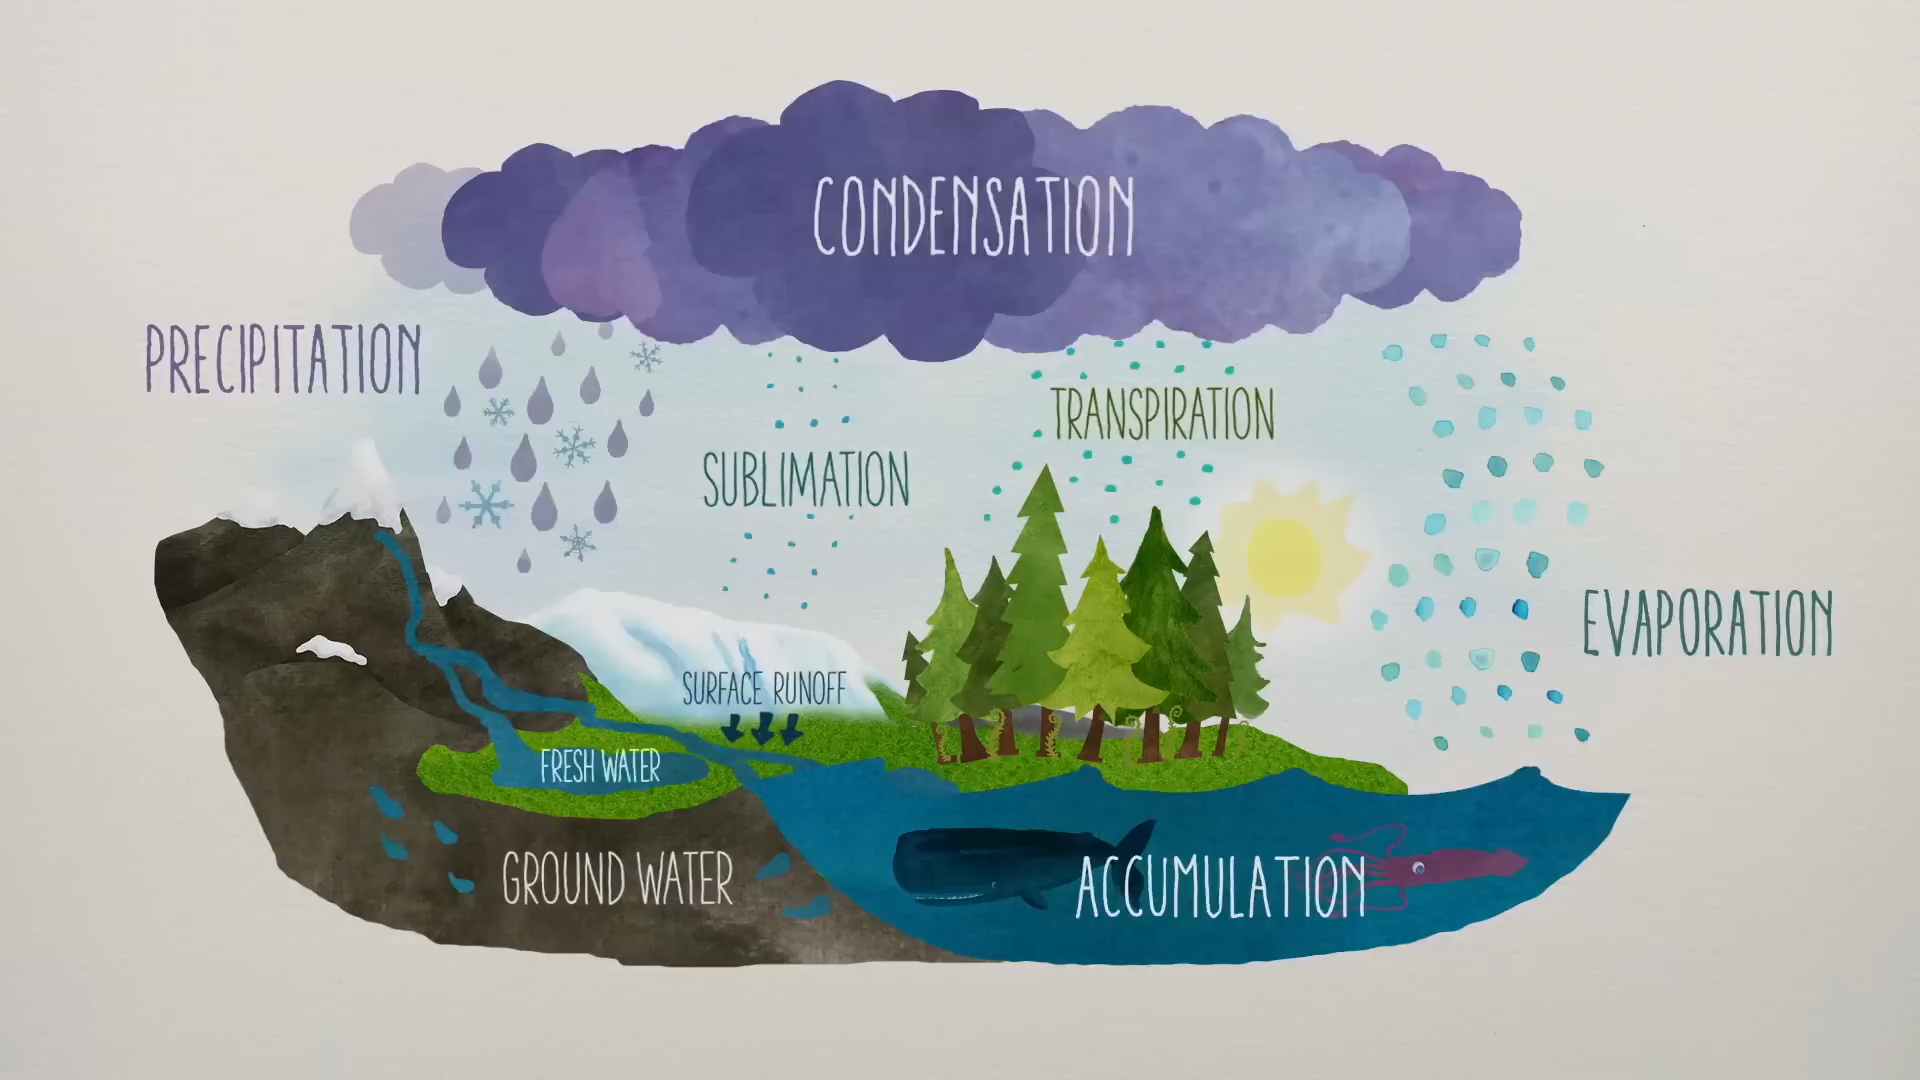 CONDENSATION
PRECIPITATION
TRANSPIRATION
SUBLIMATION
EVAPORATION
SURFACE RUNOFF
FRESH WATER
GROUND WATER
ACCUMULATION